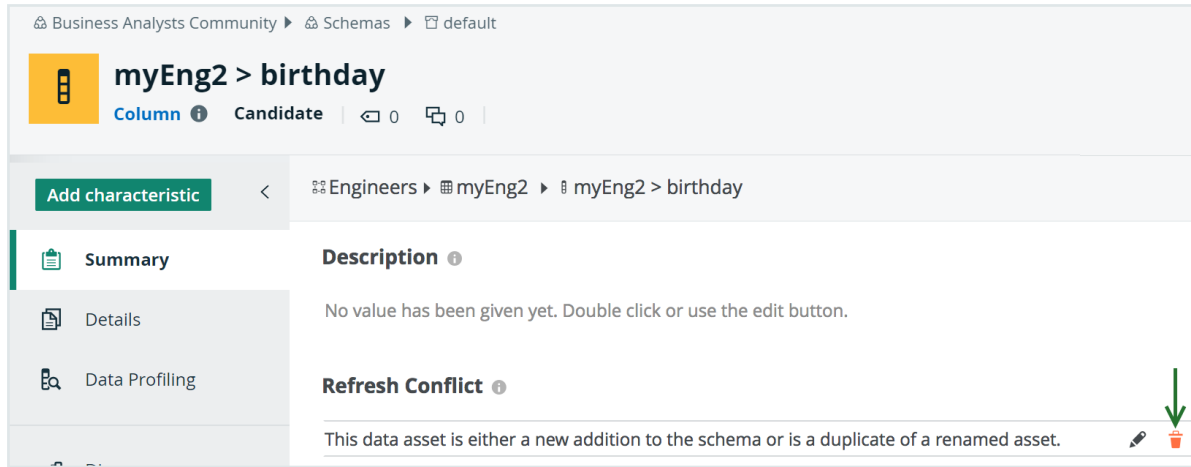 Business Analysts Community Schemas default
myEng2 > birthday
Column Candidate 0 0
Add characteristic
Engineers myEng2 myEng2 > birthday
Summary
Description
No value has been given yet. Double click or use the edit button.
Details
Data Profiling
Refresh Conflict
This data asset is either a new addition to the schema or is a duplicate of a renamed asset.